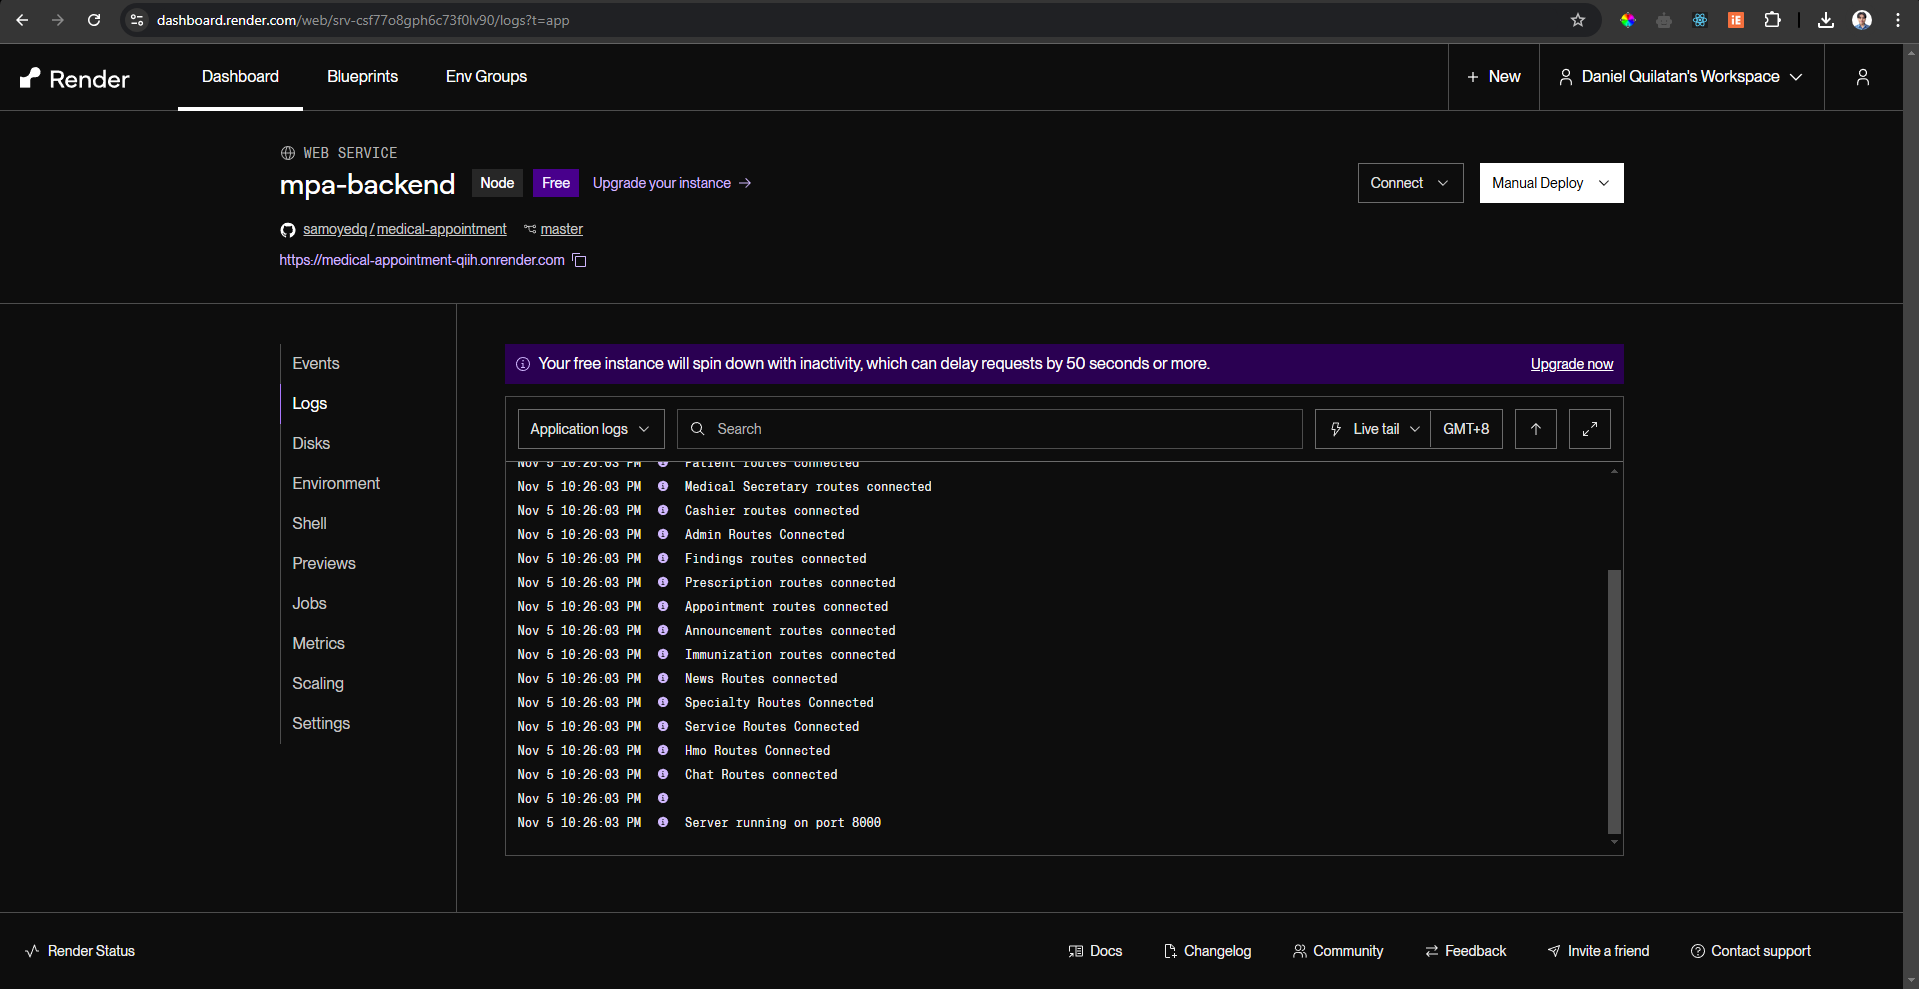 dashboard.render.com/web/srv-csf77o8gph6c73f0lv90/logs?t=app
Render
Dashboard
Blueprints
Env Groups
+ New
Daniel Quilatan's Workspace
WEB SERVICE
mpa-backend
Node
Free
Upgrade your instance →
Connect
Manual Deploy
samoyedq / medical-appointment
master
https://medical-appointment-qiih.onrender.com
Events
Logs
Disks
Environment
Shell
Previews
Jobs
Metrics
Scaling
Settings
Your free instance will spin down with inactivity, which can delay requests by 50 seconds or more.
Upgrade now
Application logs
Search
Live tail
GMT+8
Nov 5 10:26:03 PM Patient routes connected
Nov 5 10:26:03 PM Medical Secretary routes connected
Nov 5 10:26:03 PM Cashier routes connected
Nov 5 10:26:03 PM Admin Routes Connected
Nov 5 10:26:03 PM Findings routes connected
Nov 5 10:26:03 PM Prescription routes connected
Nov 5 10:26:03 PM Appointment routes connected
Nov 5 10:26:03 PM Announcement routes connected
Nov 5 10:26:03 PM Immunization routes connected
Nov 5 10:26:03 PM News Routes connected
Nov 5 10:26:03 PM Specialty Routes Connected
Nov 5 10:26:03 PM Service Routes Connected
Nov 5 10:26:03 PM Hmo Routes Connected
Nov 5 10:26:03 PM Chat Routes connected
Nov 5 10:26:03 PM
Nov 5 10:26:03 PM Server running on port 8000
Render Status
Docs
Changelog
Community
Feedback
Invite a friend
Contact support